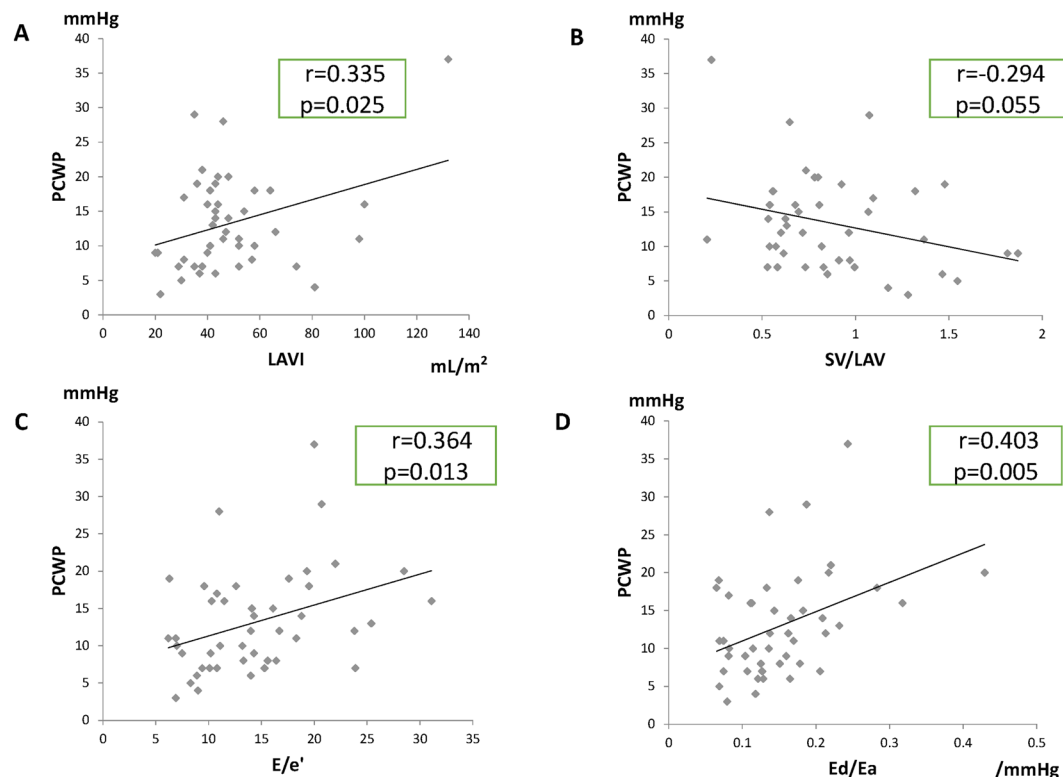 A
mmHg
r=0.335
p=0.025
PCWP
40
35
30
25
20
15
10
5
0
0 20 40 60 80 100 120 140
LAVI
mL/m²
B
mmHg
r=-0.294
p=0.055
PCWP
40
35
30
25
20
15
10
5
0
0 0.5 1 1.5 2
SV/LAV
C
mmHg
r=0.364
p=0.013
PCWP
40
35
30
25
20
15
10
5
0
0 5 10 15 20 25 30 35
E/e'
D
mmHg
r=0.403
p=0.005
PCWP
40
35
30
25
20
15
10
5
0
0 0.1 0.2 0.3 0.4 0.5
Ed/Ea
/mmHg